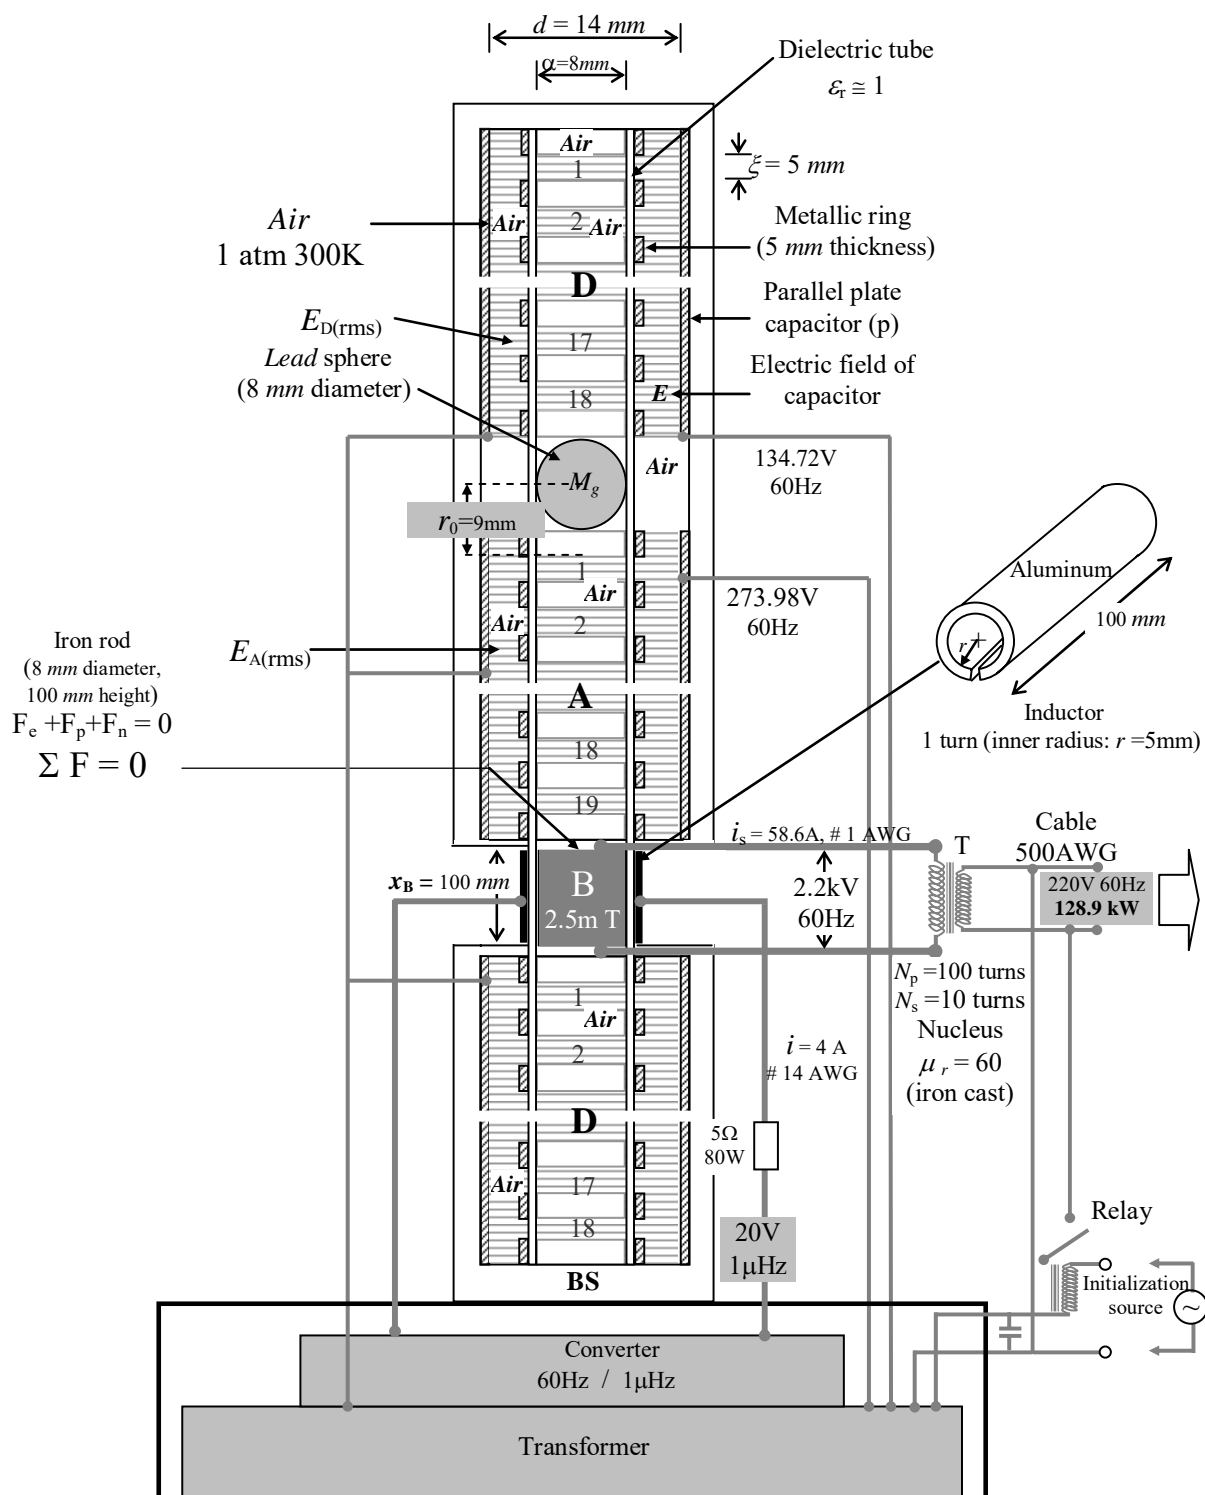 d = 14 mm
α=8mm
Dielectric tube
εr ≅ 1
Air
1
ξ = 5 mm
Air
1 atm 300K
Air
2
Air
Metallic ring
(5 mm thickness)
D
Parallel plate
capacitor (p)
ED(rms)
17
Lead sphere
(8 mm diameter)
Electric field of
capacitor
18
E
134.72V
60Hz
Air
Mg
r0=9mm
1
Air
Aluminum
100 mm
r
273.98V
60Hz
Air
2
EA(rms)
Iron rod
(8 mm diameter,
100 mm height)
Fe +Fp+Fn = 0
Σ F = 0
A
Inductor
1 turn (inner radius: r =5mm)
18
19
is = 58.6A, # 1 AWG
T
Cable
500AWG
xB = 100 mm
B
2.5m T
2.2kV
60Hz
220V 60Hz
128.9 kW
Np =100 turns
Ns =10 turns
Nucleus
μ r = 60
(iron cast)
1
Air
2
i = 4 A
# 14 AWG
D
5Ω
80W
Air
17
18
20V
1μHz
BS
Relay
Initialization
source
~
Converter
60Hz / 1μHz
Transformer